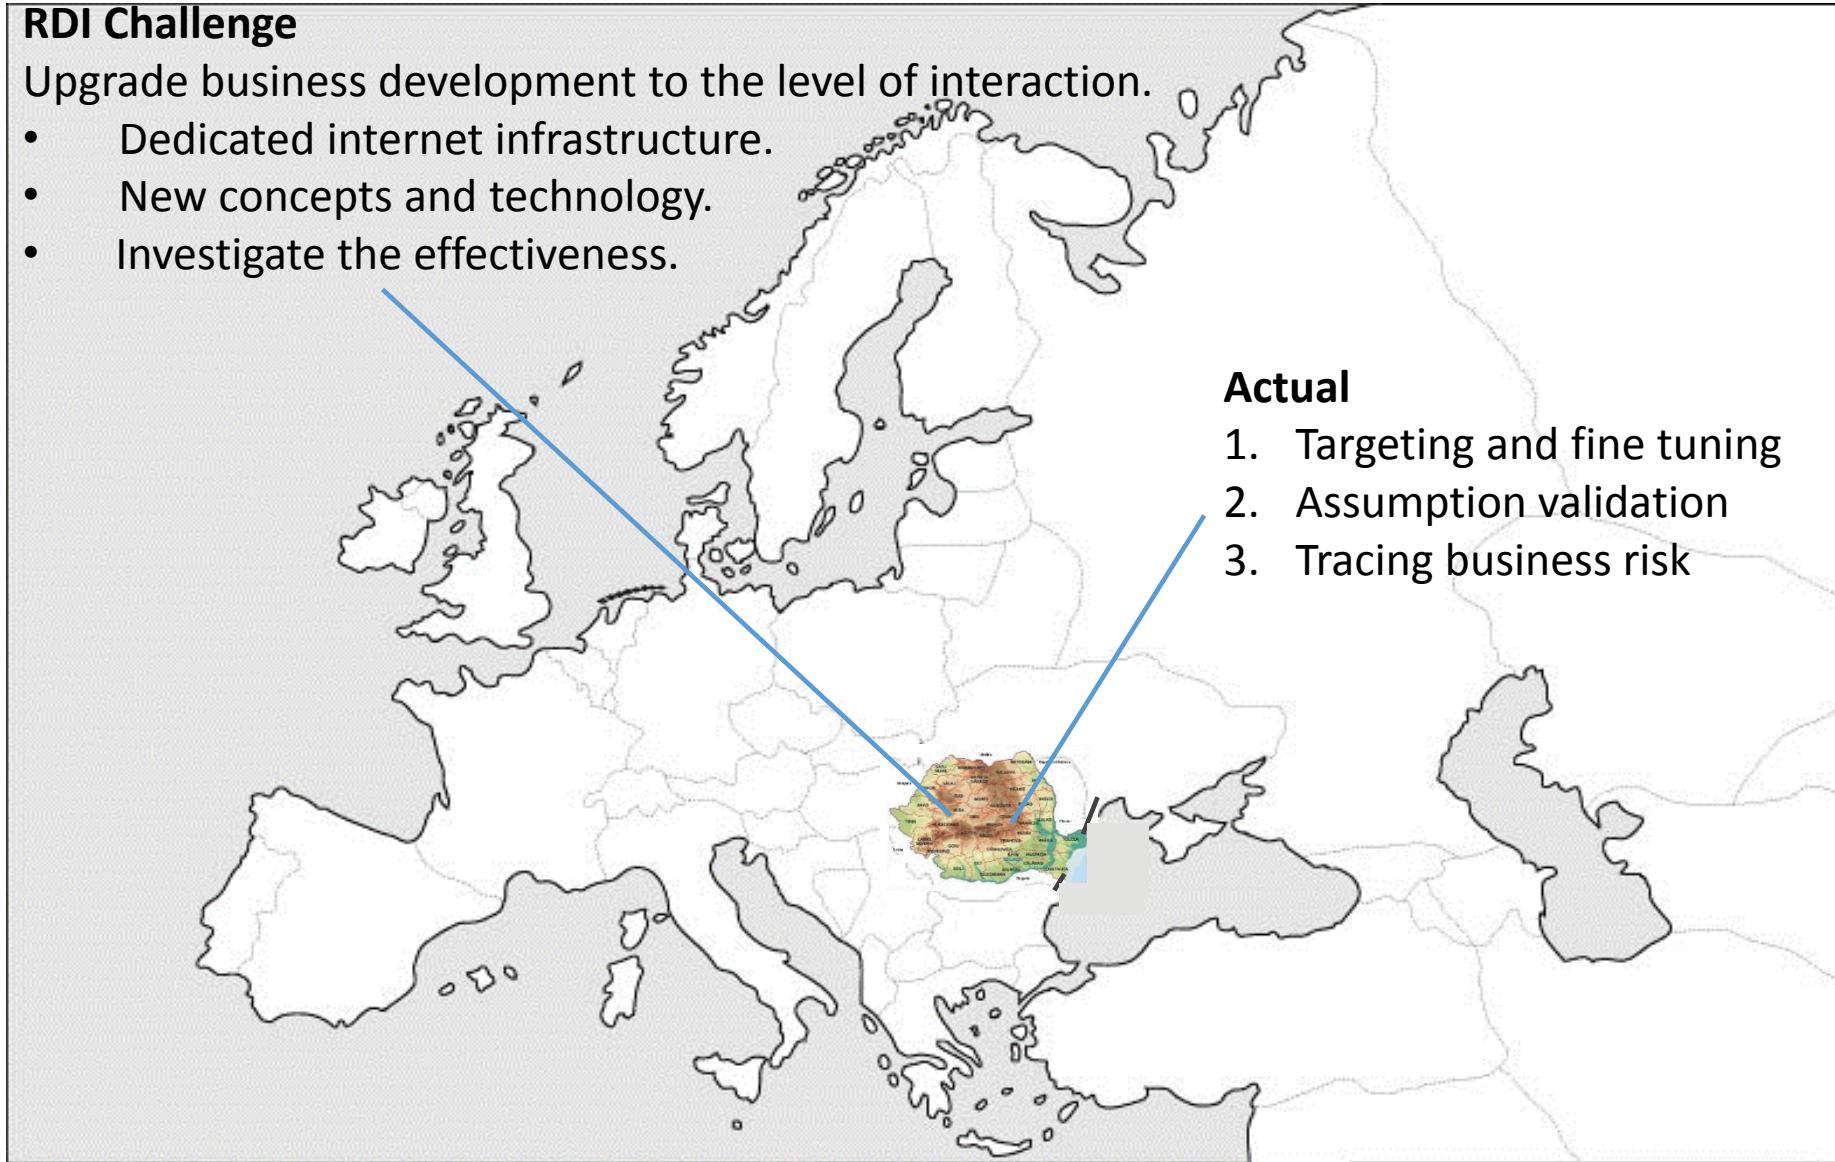 RDI Challenge
Upgrade business development to the level of interaction.
• Dedicated internet infrastructure.
• New concepts and technology.
• Investigate the effectiveness.
Actual
1. Targeting and fine tuning
2. Assumption validation
3. Tracing business risk